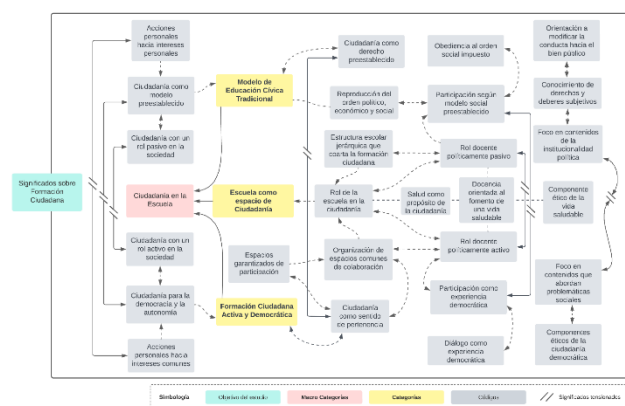 Significados sobre
Formación
Ciudadana
Acciones
personales
hacia intereses
personales
Ciudadanía como
modelo
preestablecido
Ciudadanía con
un rol pasivo en
la sociedad
Ciudadanía en la
Escuela
Ciudadanía con un
rol activo en la
sociedad
Ciudadanía para la
democracia y la
autonomía
Acciones
personales hacia
intereses comunes
Modelo de
Educación Cívica
Tradicional
Escuela como
espacio de
Ciudadanía
Espacios
garantizados de
participación
Formación Ciudadana
Activa y Democrática
Ciudadanía como
derecho
preestablecido
Reproducción del
orden político,
económico y social
Estructura escolar
jerárquica que
coarta la formación
ciudadana
Rol de la
escuela en la
ciudadanía
Organización de
espacios comunes
de colaboración
Ciudadanía
como sentido
de pertenencia
Salud como
propósito de
la ciudadanía
Obediencia al orden
social impuesto
Participación según
modelo social
preestablecido
Rol docente
políticamente pasivo
Docencia
orientada al
fomento de
una vida
saludable
Rol docente
políticamente activo
Participación como
experiencia
democrática
Diálogo como
experiencia
democrática
Orientación a
modificar la
conducta hacia el
bien público
Conocimiento de
derechos y
deberes subjetivos
Foco en contenidos
de la
institucionalidad
política
Componente
ético de la
vida
saludable
Foco en
contenidos que
abordan
problemáticas
sociales
Componentes
éticos de la
ciudadanía
democrática
Simbología
Objetivo del estudio
Macro Categorías
Categorías
Códigos
Significados tensionados